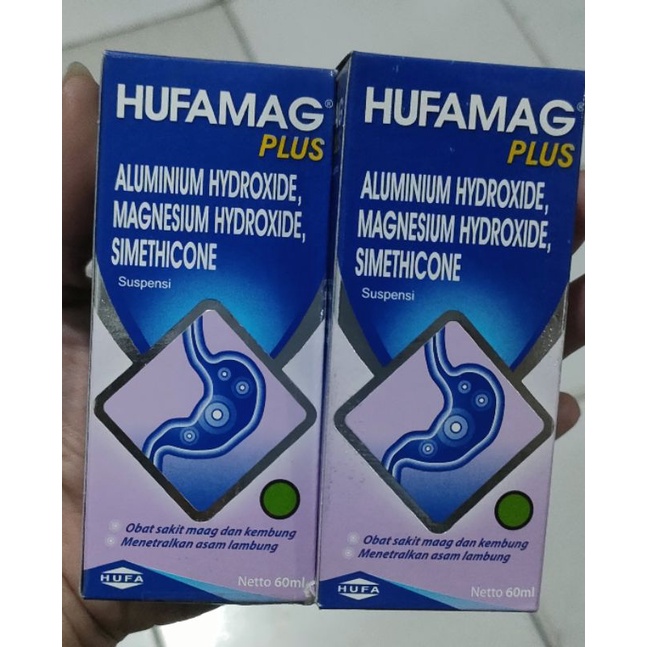 HUFAMAG®
PLUS
ALUMINIUM HYDROXIDE,
MAGNESIUM HYDROXIDE,
SIMETHICONE
Suspensi
Obat sakit maag dan kembung
Menetralkan asam lambung
HUFA
Netto 60ml
HUFAMAG®
PLUS
ALUMINIUM HYDROXIDE,
MAGNESIUM HYDROXIDE,
SIMETHICONE
Suspensi
Obat sakit maag dan kembung
Menetralkan asam lambung
HUFA
Netto 60ml